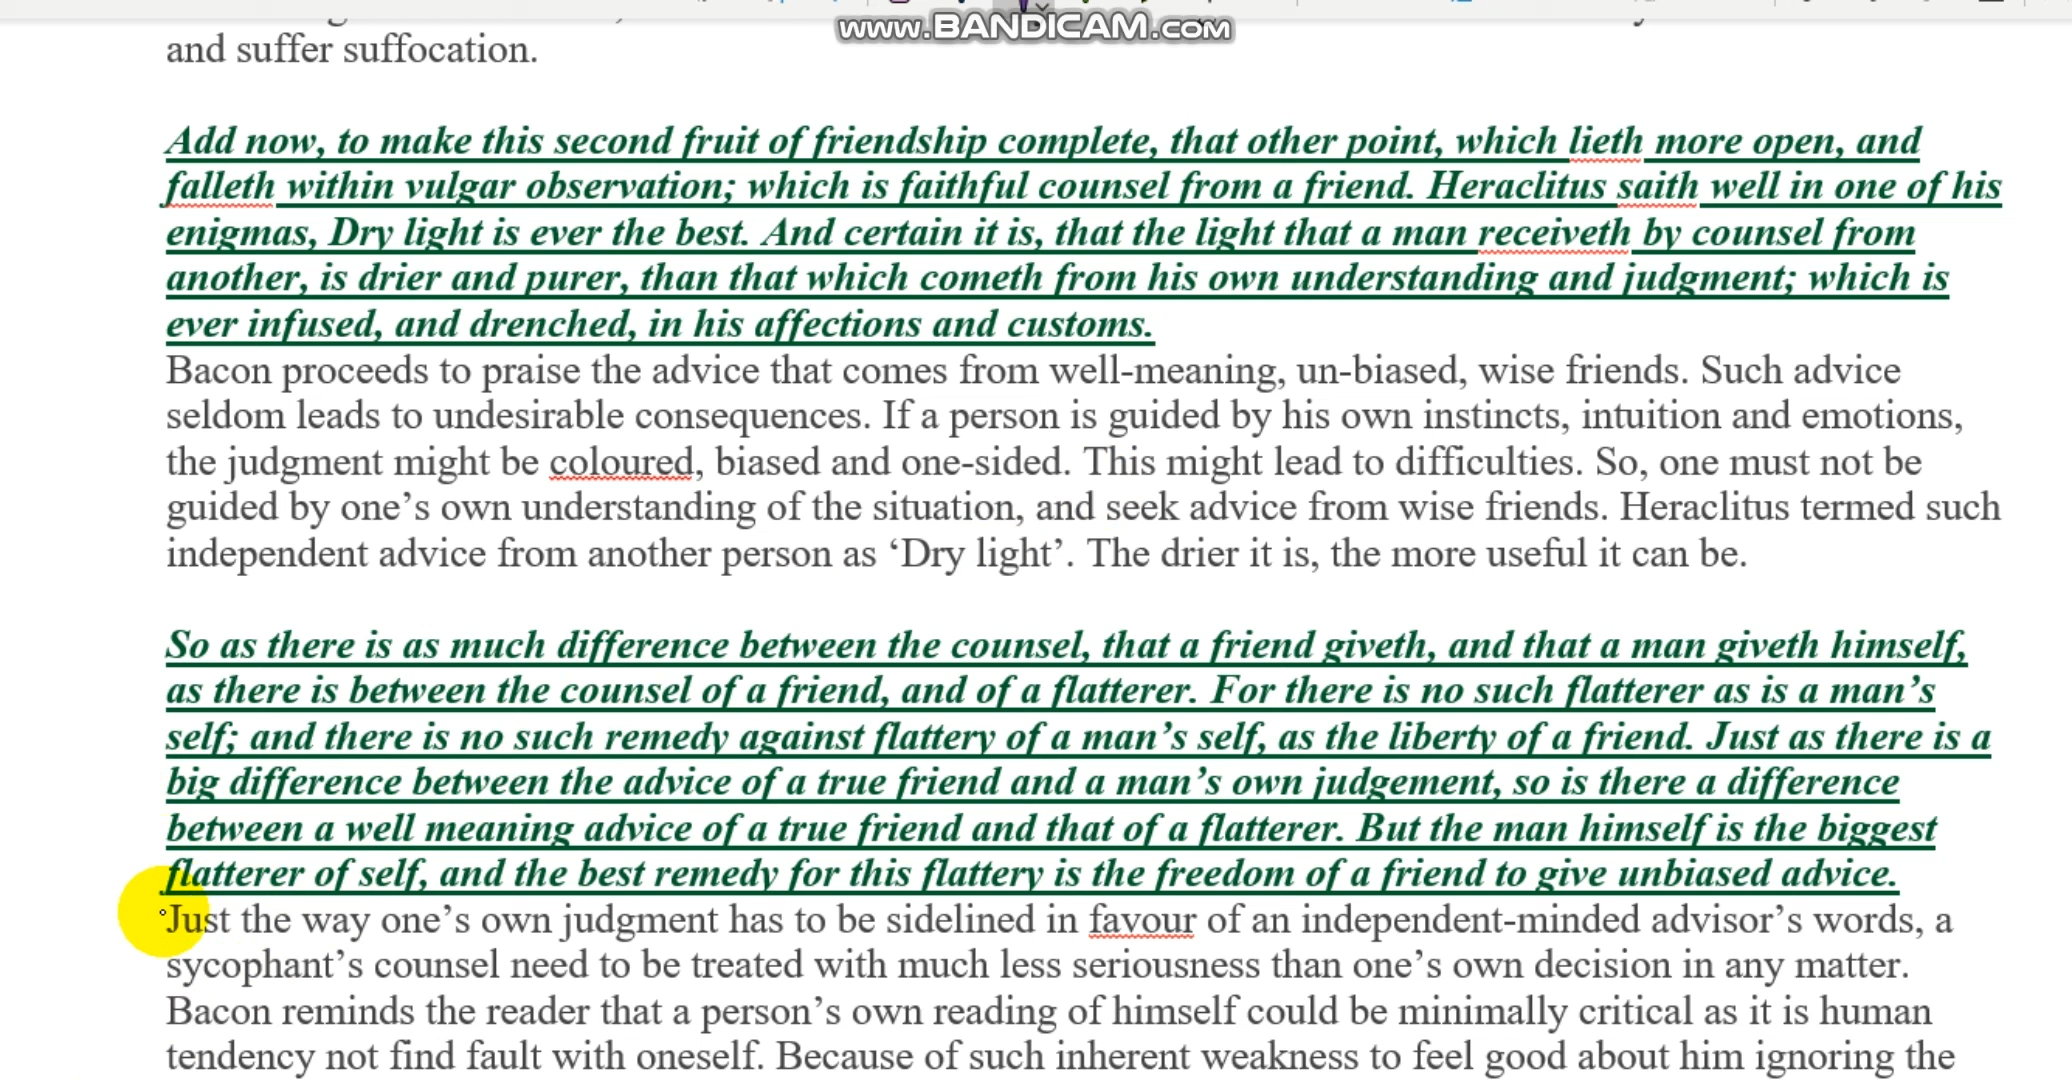 www.BANDICAM.com
and suffer suffocation.
Add now, to make this second fruit of friendship complete, that other point, which lieth more open, and
falleth within vulgar observation; which is faithful counsel from a friend. Heraclitus saith well in one of his
enigmas, Dry light is ever the best. And certain it is, that the light that a man receiveth by counsel from
another, is drier and purer, than that which cometh from his own understanding and judgment; which is
ever infused, and drenched, in his affections and customs.
Bacon proceeds to praise the advice that comes from well-meaning, un-biased, wise friends. Such advice
seldom leads to undesirable consequences. If a person is guided by his own instincts, intuition and emotions,
the judgment might be coloured, biased and one-sided. This might lead to difficulties. So, one must not be
guided by one’s own understanding of the situation, and seek advice from wise friends. Heraclitus termed such
independent advice from another person as ‘Dry light’. The drier it is, the more useful it can be.
So as there is as much difference between the counsel, that a friend giveth, and that a man giveth himself,
as there is between the counsel of a friend, and of a flatterer. For there is no such flatterer as is a man’s
self; and there is no such remedy against flattery of a man’s self, as the liberty of a friend. Just as there is a
big difference between the advice of a true friend and a man’s own judgement, so is there a difference
between a well meaning advice of a true friend and that of a flatterer. But the man himself is the biggest
flatterer of self, and the best remedy for this flattery is the freedom of a friend to give unbiased advice.
Just the way one’s own judgment has to be sidelined in favour of an independent-minded advisor’s words, a
sycophant’s counsel need to be treated with much less seriousness than one’s own decision in any matter.
Bacon reminds the reader that a person’s own reading of himself could be minimally critical as it is human
tendency not find fault with oneself. Because of such inherent weakness to feel good about him ignoring the